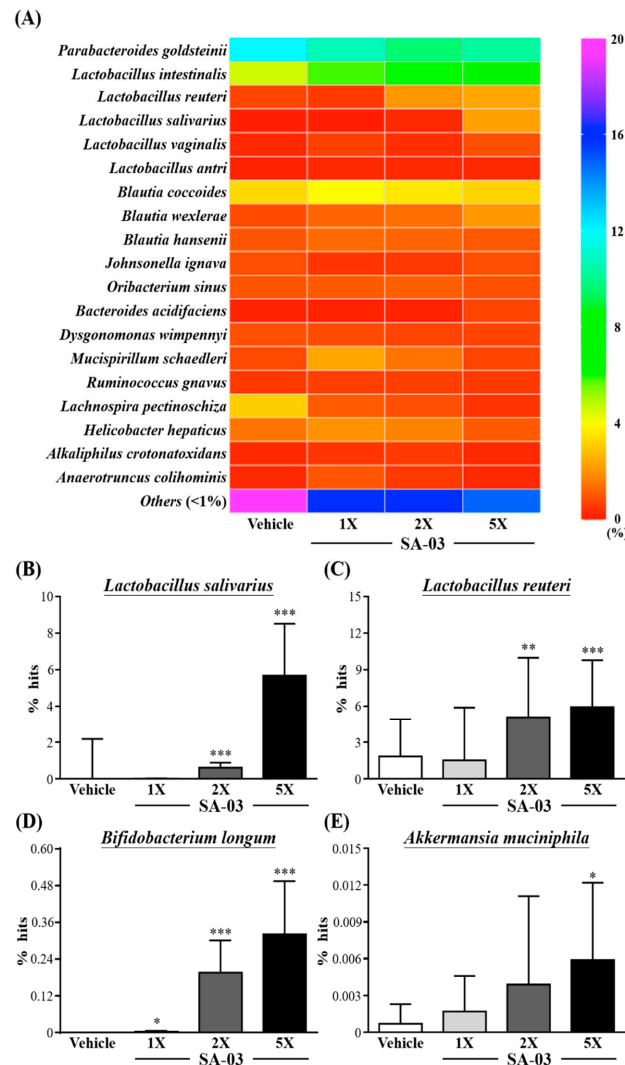 (A)
Parabacteroides goldsteinii
Lactobacillus intestinalis
Lactobacillus reuteri
Lactobacillus salivarius
Lactobacillus vaginalis
Lactobacillus antri
Blautia coccoides
Blautia wexlerae
Blautia hansenii
Johnsonella ignava
Oribacterium sinus
Bacteroides acidifaciens
Dysgonomonas wimpennyi
Mucispirillum schaedleri
Ruminococcus gnavus
Lachnospira pectinoschiza
Helicobacter hepaticus
Alkaliphilus crotonatoxidans
Anaerotruncus colihominis
Others (<1%)
Vehicle 1X 2X 5X
SA-03
20
16
12
8
4
0
(%)
(B)
Lactobacillus salivarius
% hits
10
8
6
4
2
0
***
***
Vehicle 1X 2X 5X
SA-03
(C)
Lactobacillus reuteri
% hits
15
12
9
6
3
0
**
***
Vehicle 1X 2X 5X
SA-03
(D)
Bifidobacterium longum
% hits
0.60
0.48
0.36
0.24
0.12
0
*
***
***
Vehicle 1X 2X 5X
SA-03
(E)
Akkermansia muciniphila
% hits
0.015
0.012
0.009
0.006
0.003
0
*
Vehicle 1X 2X 5X
SA-03